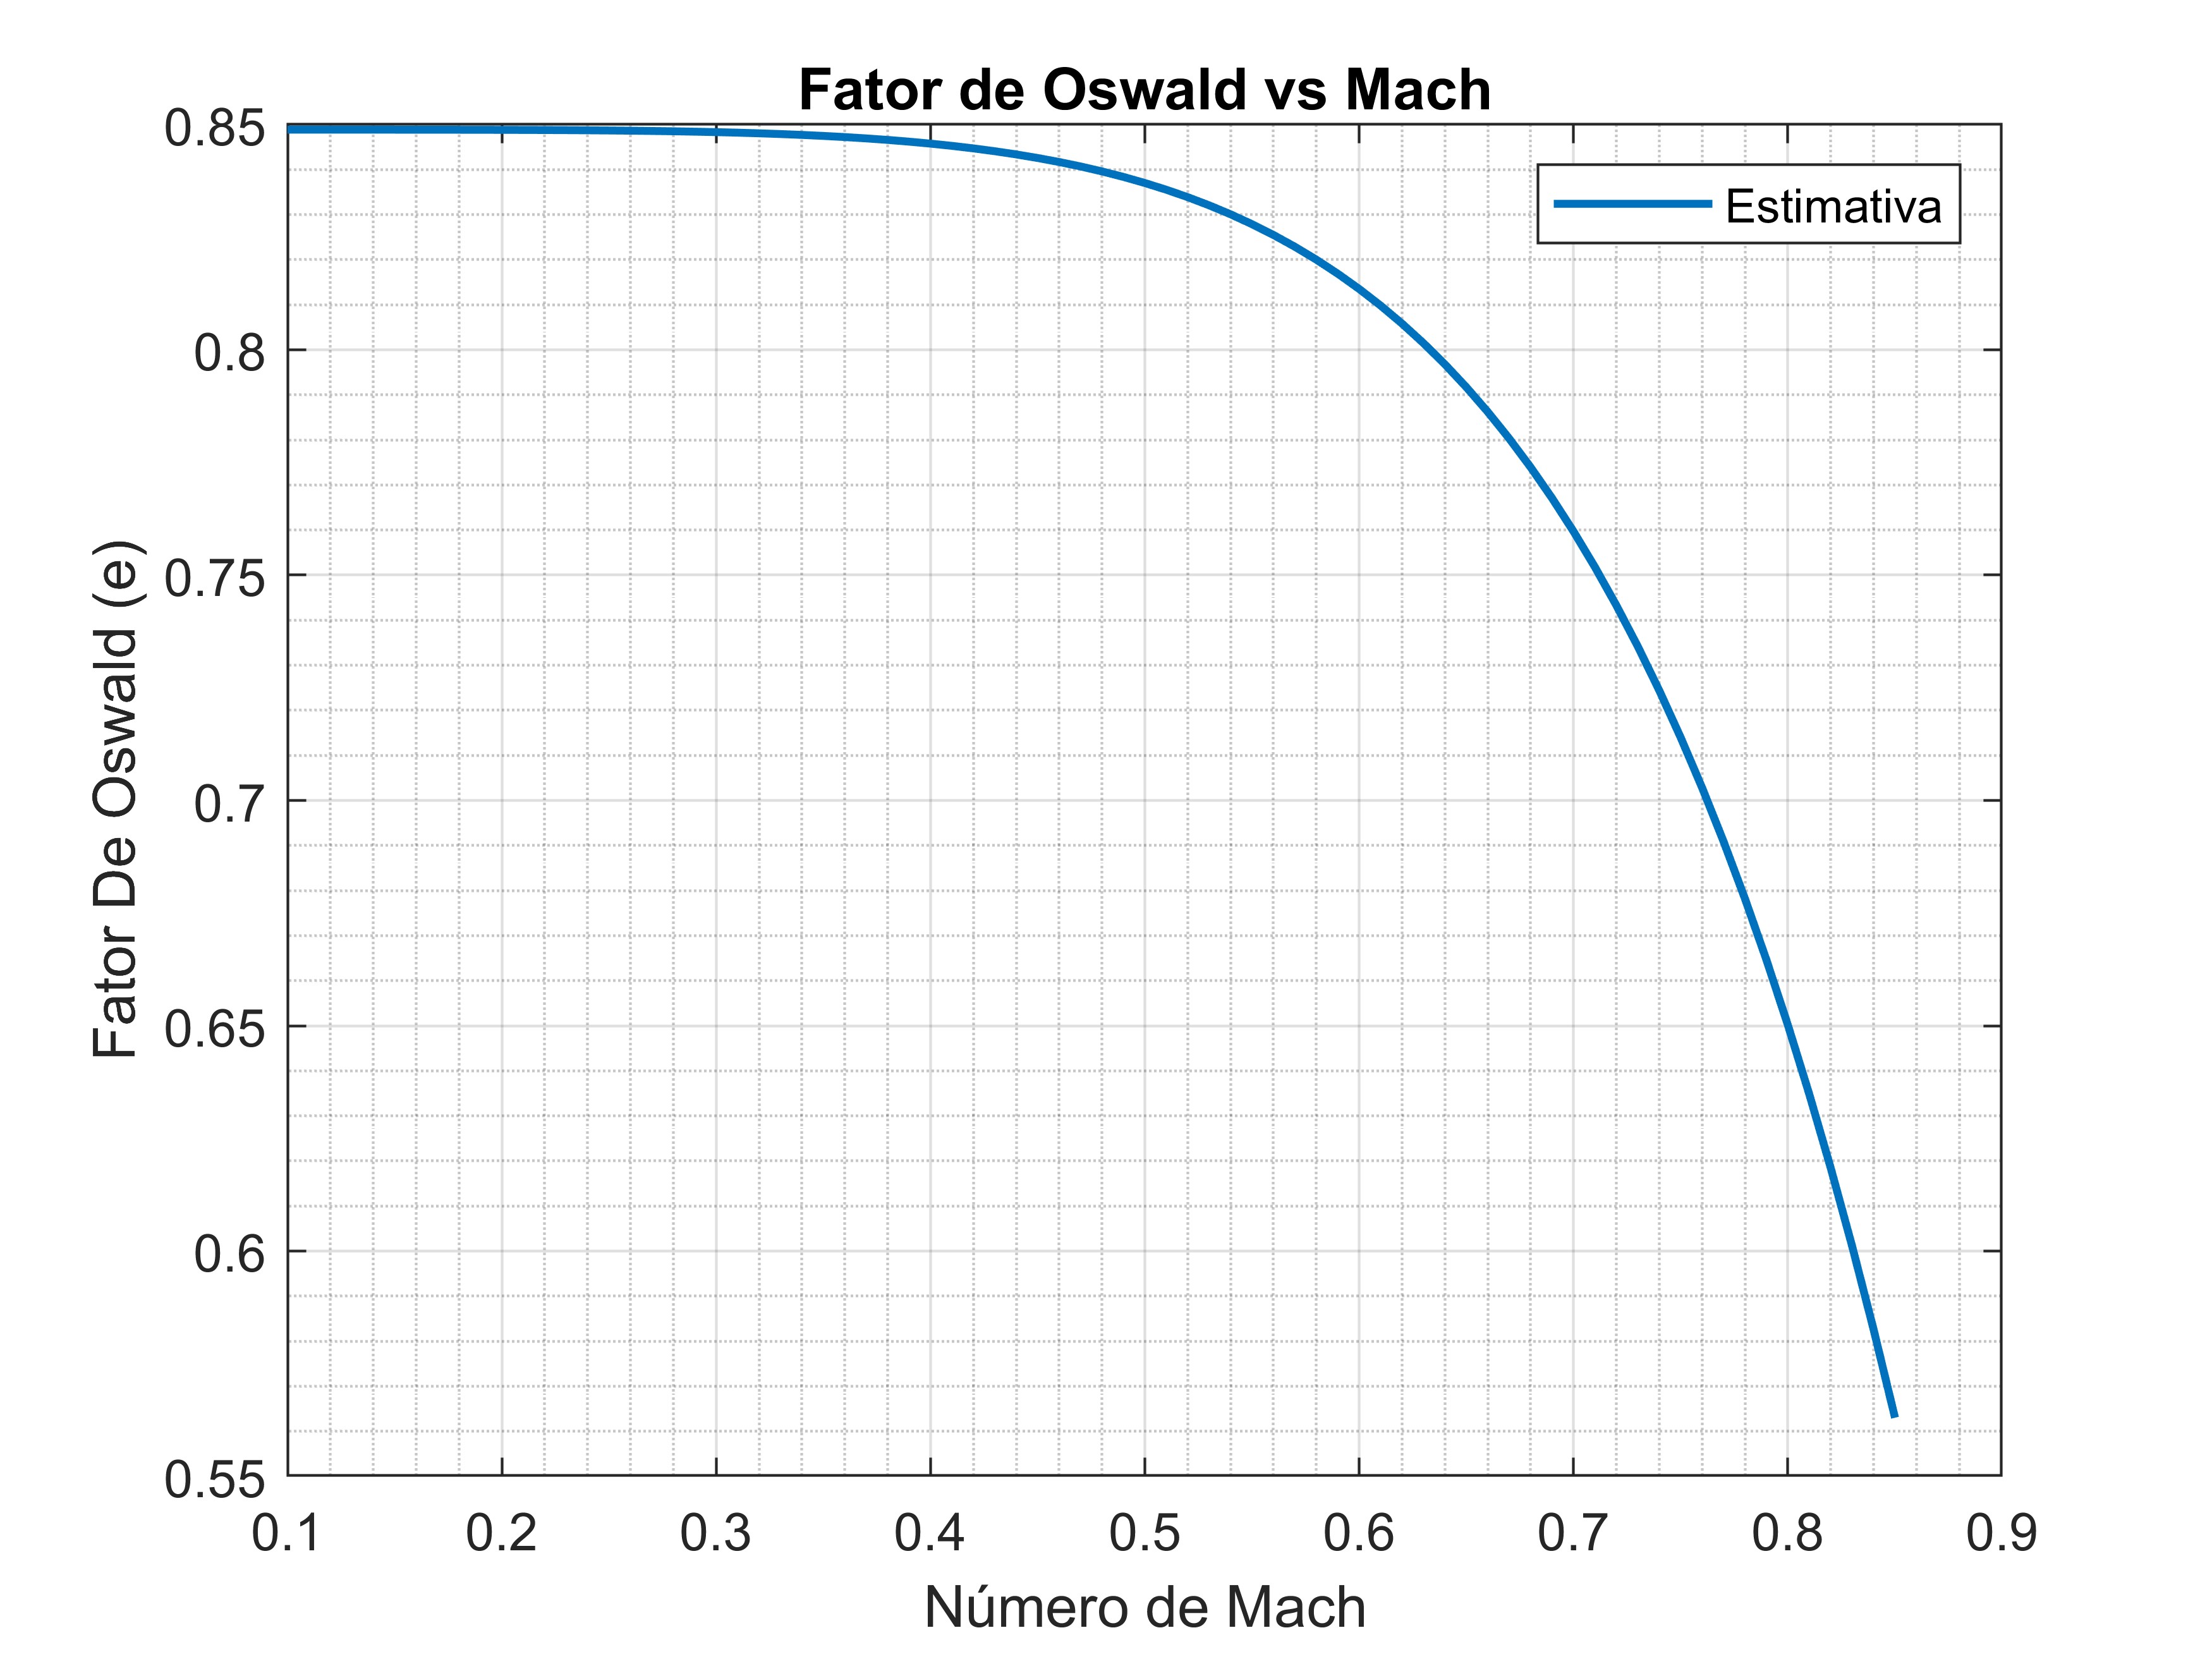 Fator de Oswald vs Mach
Estimativa
Fator De Oswald (e)
0.85
0.8
0.75
0.7
0.65
0.6
0.55
0.1 0.2 0.3 0.4 0.5 0.6 0.7 0.8 0.9
Número de Mach